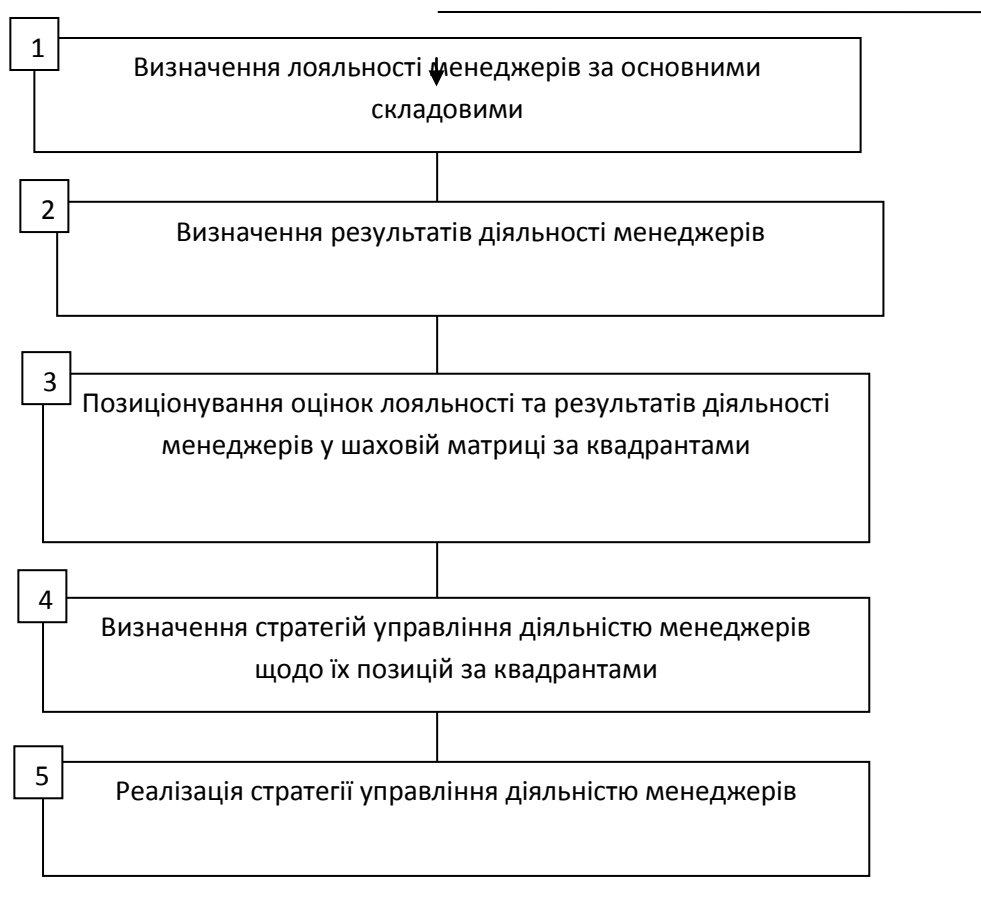 1
Визначення лояльності менеджерів за основними
складовими
2
Визначення результатів діяльності менеджерів
3
Позиціонування оцінок лояльності та результатів діяльності
менеджерів у шаховій матриці за квадрантами
4
Визначення стратегій управління діяльністю менеджерів
щодо їх позицій за квадрантами
5
Реалізація стратегії управління діяльністю менеджерів